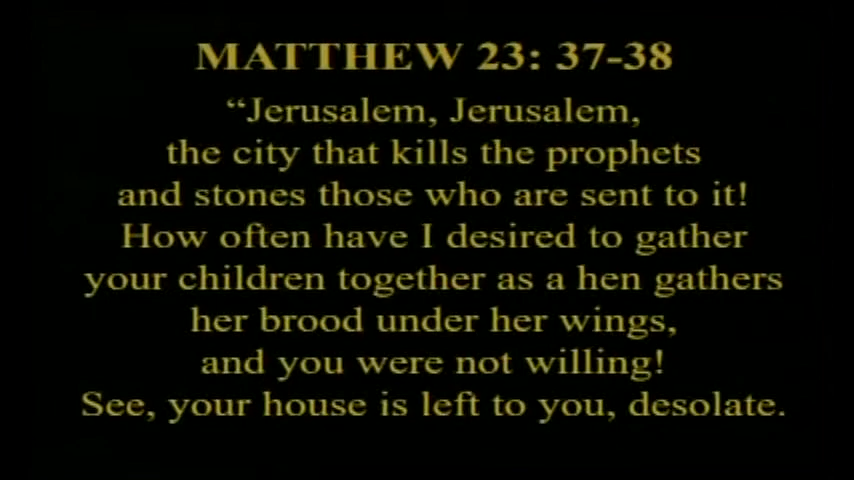 MATTHEW 23: 37-38
“Jerusalem, Jerusalem,
the city that kills the prophets
and stones those who are sent to it!
How often have I desired to gather
your children together as a hen gathers
her brood under her wings,
and you were not willing!
See, your house is left to you, desolate.